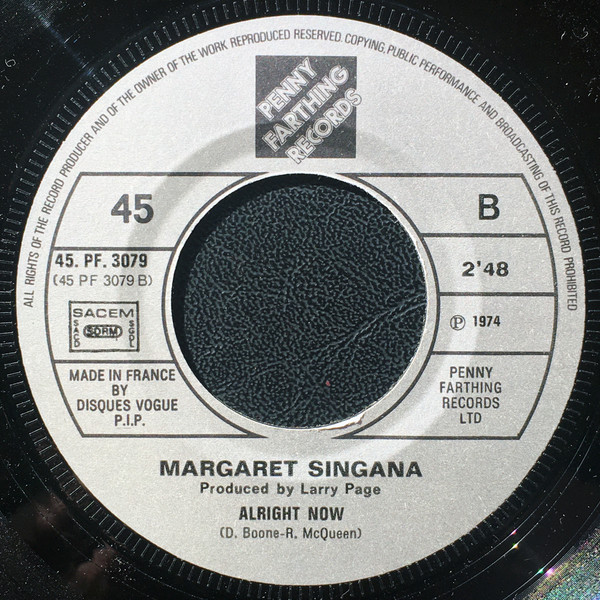 ALL RIGHTS OF THE RECORD PRODUCER AND OF THE OWNER OF THE WORK REPRODUCED RESERVED. COPYING, PUBLIC PERFORMANCE AND BROADCASTING OF THIS RECORD PROHIBITED
PENNY
FARTHING
RECORDS
45
B
45. PF. 3079
(45 PF 3079 B)
2'48
SACEM
SACD
SDRM
SGDL
℗ 1974
MADE IN FRANCE
BY
DISQUES VOGUE
P.I.P.
PENNY
FARTHING
RECORDS
LTD
MARGARET SINGANA
Produced by Larry Page
ALRIGHT NOW
(D. Boone-R. McQueen)